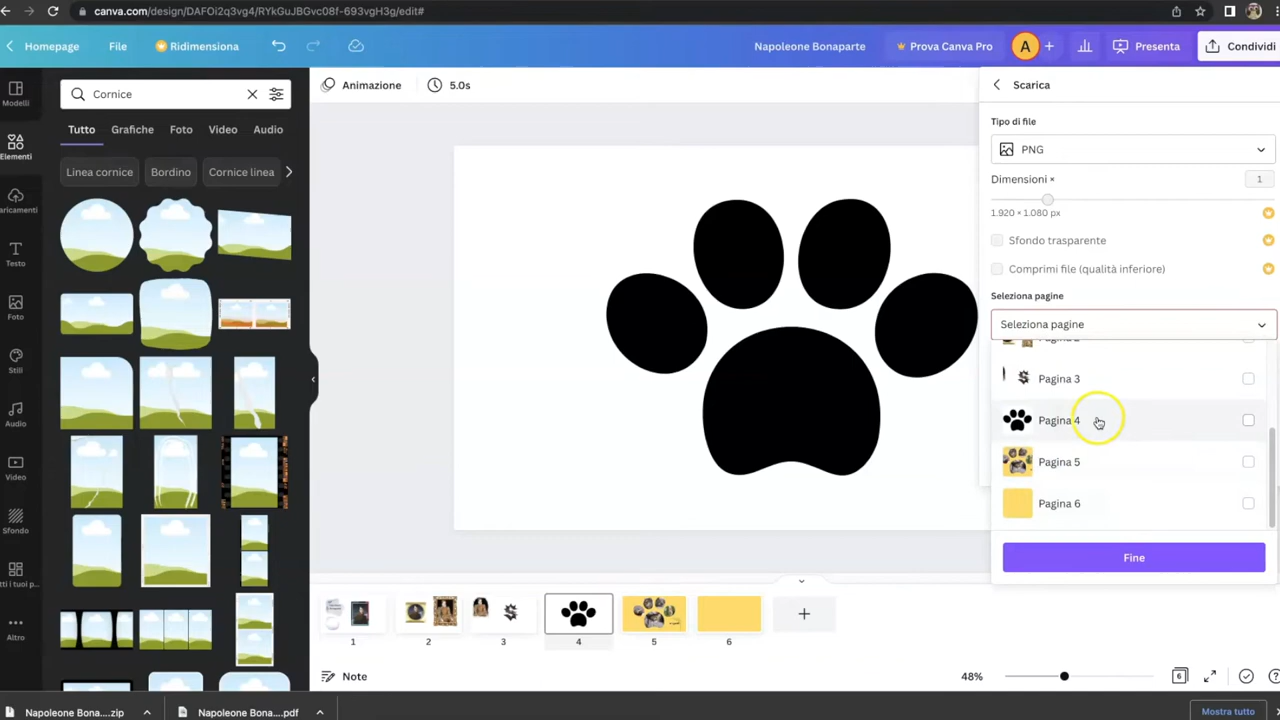 canva.com/design/DAFOi2q3vg4/RYkGuJBGvc08f-693vgH3g/edit#
Homepage
File
Ridimensiona
Napoleone Bonaparte
Prova Canva Pro
A
Presenta
Condividi
Modelli
Elementi
aricamenti
Testo
Foto
Stili
Audio
Video
Sfondo
tti i tuoi p...
Altro
Cornice
Tutto
Grafiche
Foto
Video
Audio
Linea cornice
Bordino
Cornice linea
Animazione
5.0s
Scarica
Tipo di file
PNG
Dimensioni ×
1
1.920 × 1.080 px
Sfondo trasparente
Comprimi file (qualità inferiore)
Seleziona pagine
Seleziona pagine
Pagina 3
Pagina 4
Pagina 5
Pagina 6
Fine
1
2
3
4
5
6
Note
48%
6
Napoleone Bona....zip
Napoleone Bona....pdf
Mostra tutto